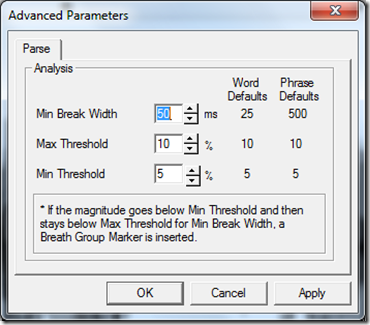 Advanced Parameters
Parse
Analysis
Word Defaults Phrase Defaults
Min Break Width 50 ms 25 500
Max Threshold 10 % 10 10
Min Threshold 5 % 5 5
* If the magnitude goes below Min Threshold and then
stays below Max Threshold for Min Break Width, a
Breath Group Marker is inserted.
OK Cancel Apply